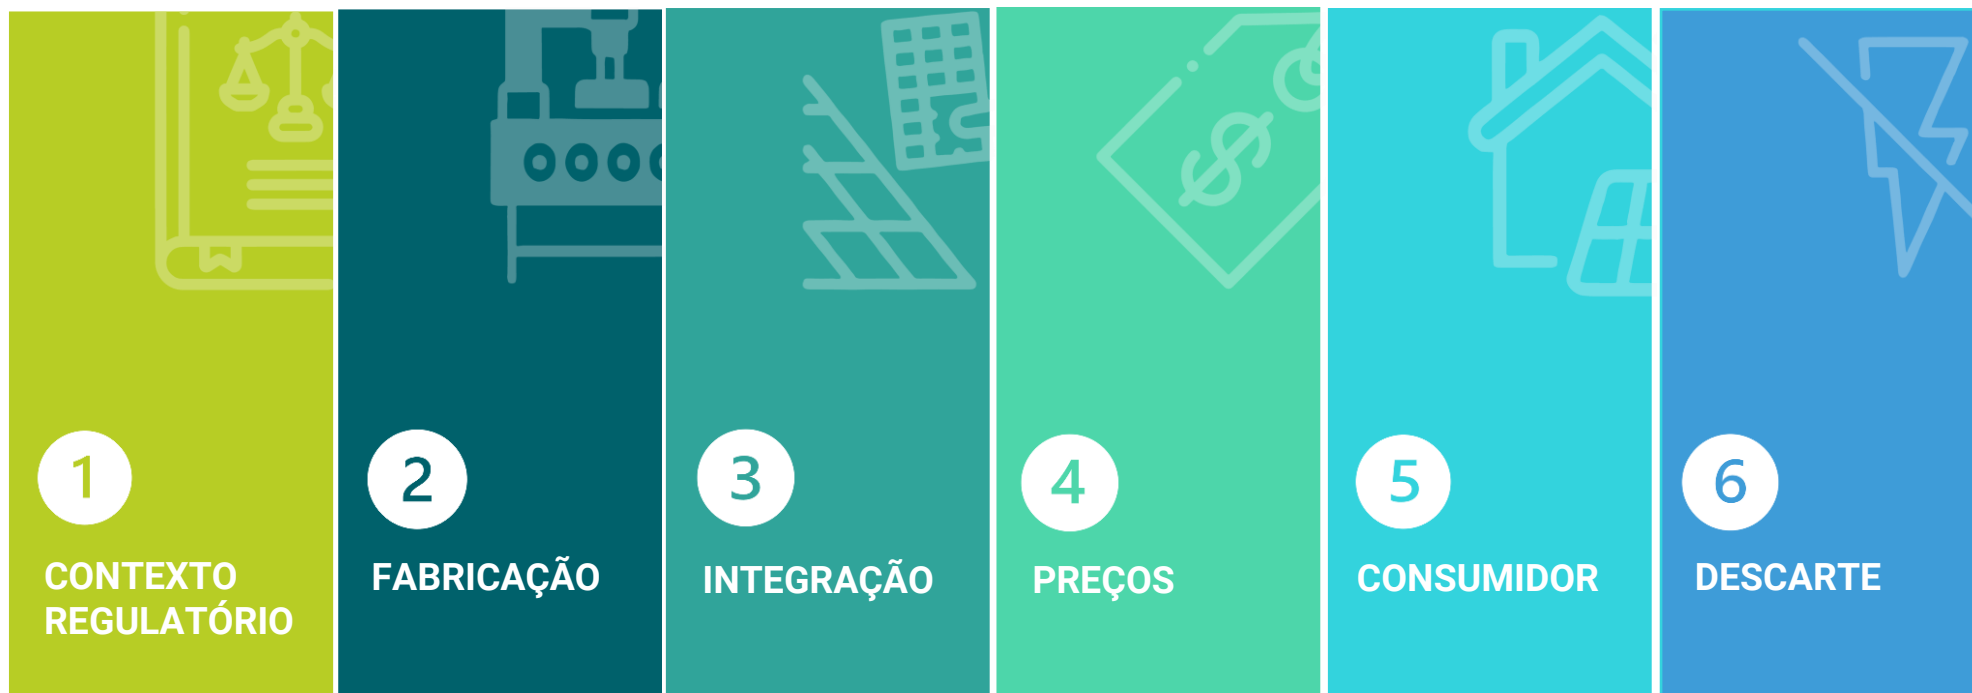 1
CONTEXTO
REGULATÓRIO
2
FABRICAÇÃO
3
INTEGRAÇÃO
$
4
PREÇOS
5
CONSUMIDOR
6
DESCARTE